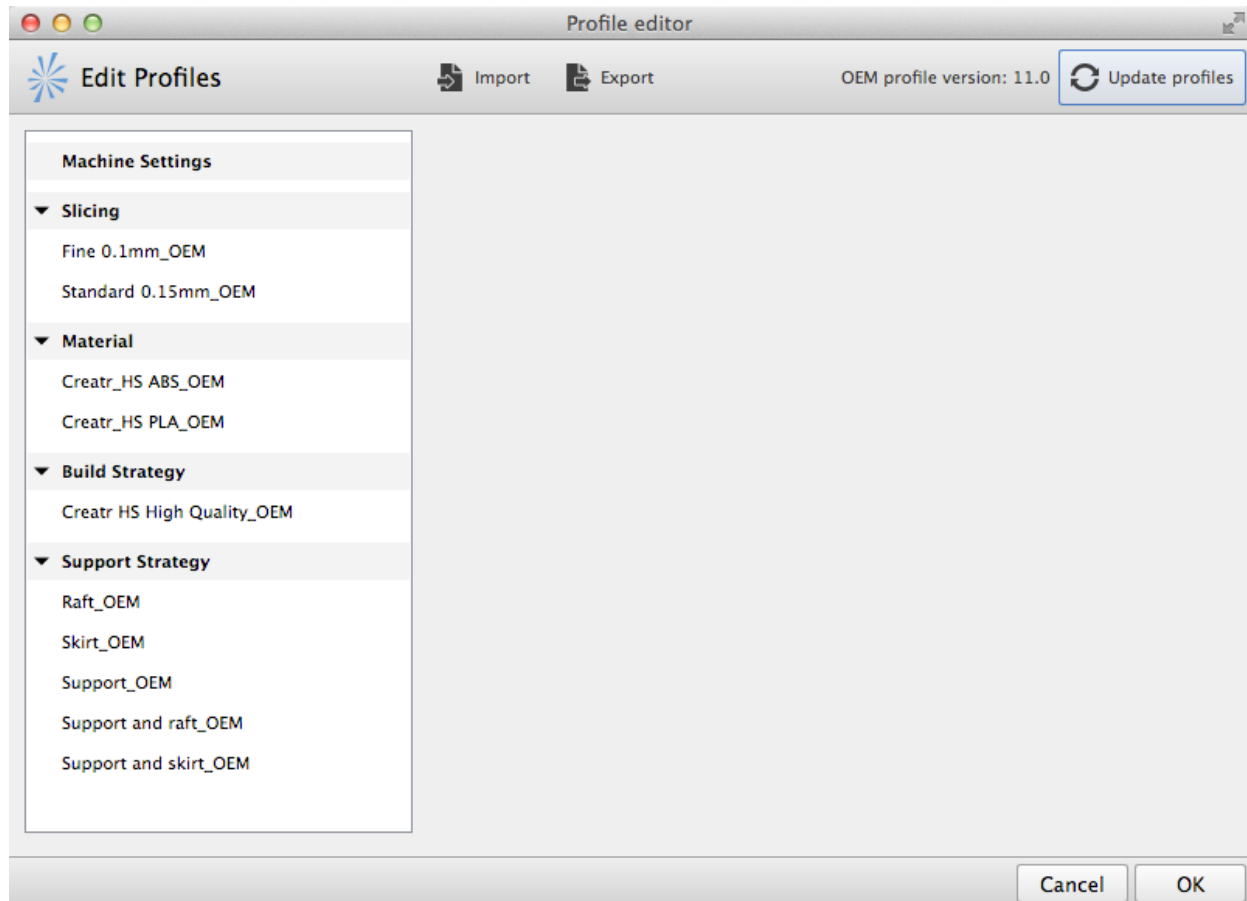 Profile editor
Edit Profiles
Import
Export
OEM profile version: 11.0
Update profiles
Machine Settings
Slicing
Fine 0.1mm_OEM
Standard 0.15mm_OEM
Material
Creatr_HS ABS_OEM
Creatr_HS PLA_OEM
Build Strategy
Creatr HS High Quality_OEM
Support Strategy
Raft_OEM
Skirt_OEM
Support_OEM
Support and raft_OEM
Support and skirt_OEM
Cancel
OK